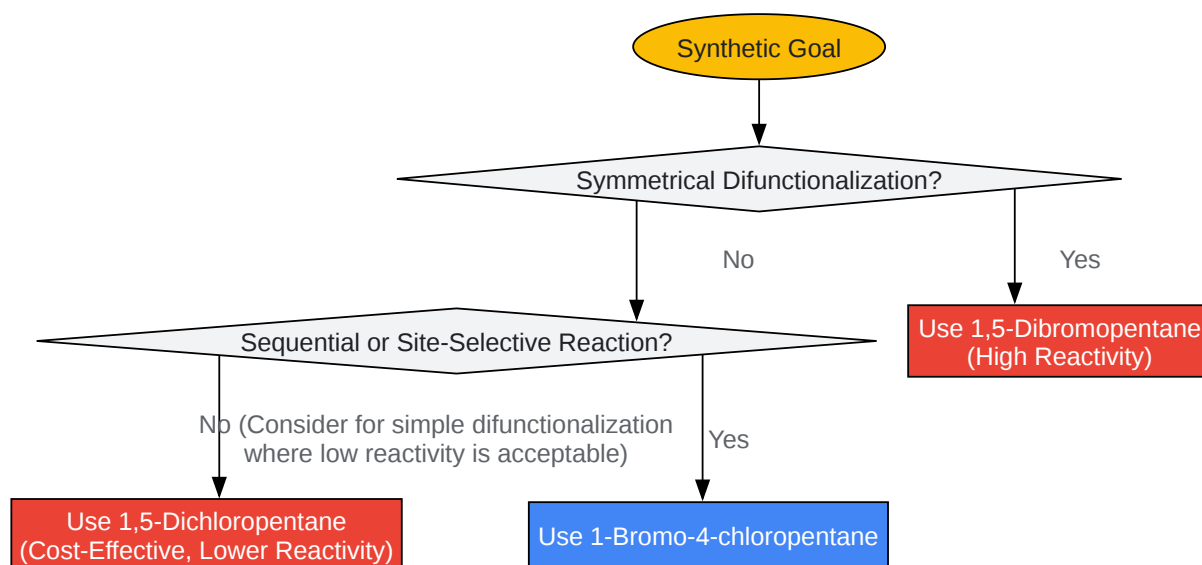 Synthetic Goal
Symmetrical Difunctionalization?
No
Yes
Use 1,5-Dibromopentane
(High Reactivity)
Sequential or Site-Selective Reaction?
No (Consider for simple difunctionalization
where low reactivity is acceptable)
Yes
Use 1,5-Dichloropentane
(Cost-Effective, Lower Reactivity)
Use 1-Bromo-4-chloropentane